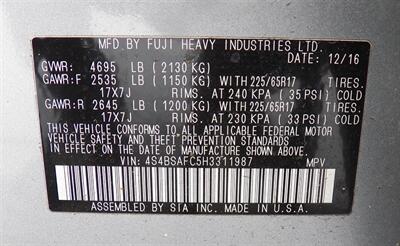 MFD. BY FUJI HEAVY INDUSTRIES LTD.
GVWR: 4695 LB ( 2130 KG) 12/16
GAWR:F 2535 LB ( 1150 KG) WITH 225/65R17 TIRES.
17X7J RIMS. AT 240 KPA ( 35 PSI) COLD
GAWR:R 2645 LB ( 1200 KG) WITH 225/65R17 TIRES.
17X7J RIMS. AT 230 KPA ( 33 PSI) COLD
THIS VEHICLE CONFORMS TO ALL APPLICABLE FEDERAL MOTOR
VEHICLE SAFETY AND THEFT PREVENTION STANDARDS
IN EFFECT ON THE DATE OF MANUFACTURE SHOWN ABOVE.
VIN: 4S4BSAFC5H3311987 MPV
ASSEMBLED BY SIA INC. MADE IN U.S.A.